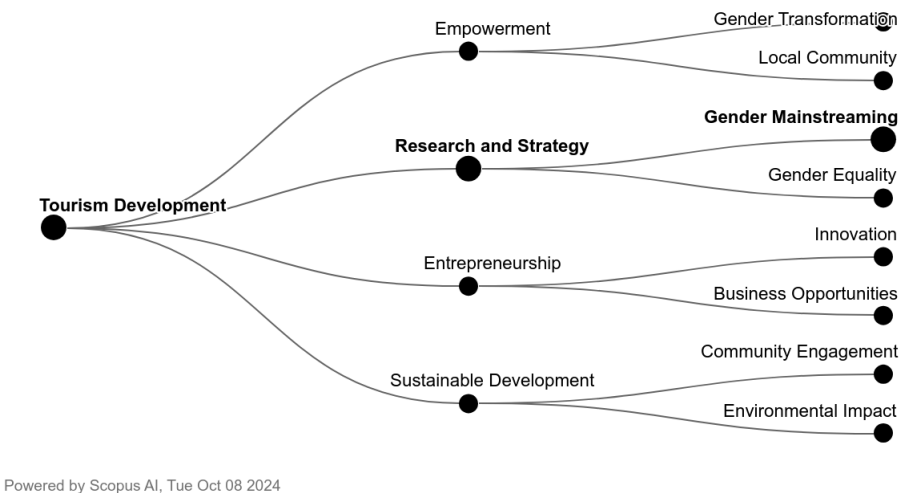 Gender Transformation
Empowerment
Local Community
Gender Mainstreaming
Research and Strategy
Gender Equality
Tourism Development
Innovation
Entrepreneurship
Business Opportunities
Community Engagement
Sustainable Development
Environmental Impact
Powered by Scopus AI, Tue Oct 08 2024